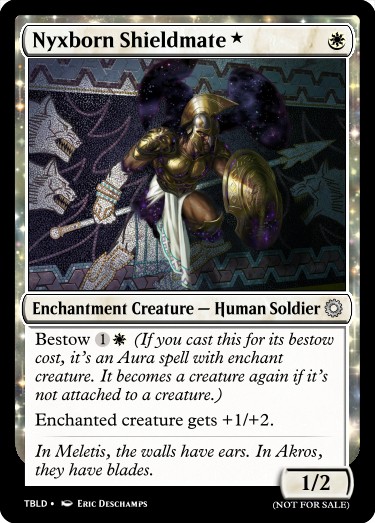 Nyxborn Shieldmate ★
Enchantment Creature — Human Soldier
Bestow 1 (If you cast this for its bestow
cost, it's an Aura spell with enchant
creature. It becomes a creature again if it's
not attached to a creature.)
Enchanted creature gets +1/+2.
In Meletis, the walls have ears. In Akros,
they have blades.
1/2
TBLD • Eric Deschamps
(NOT FOR SALE)